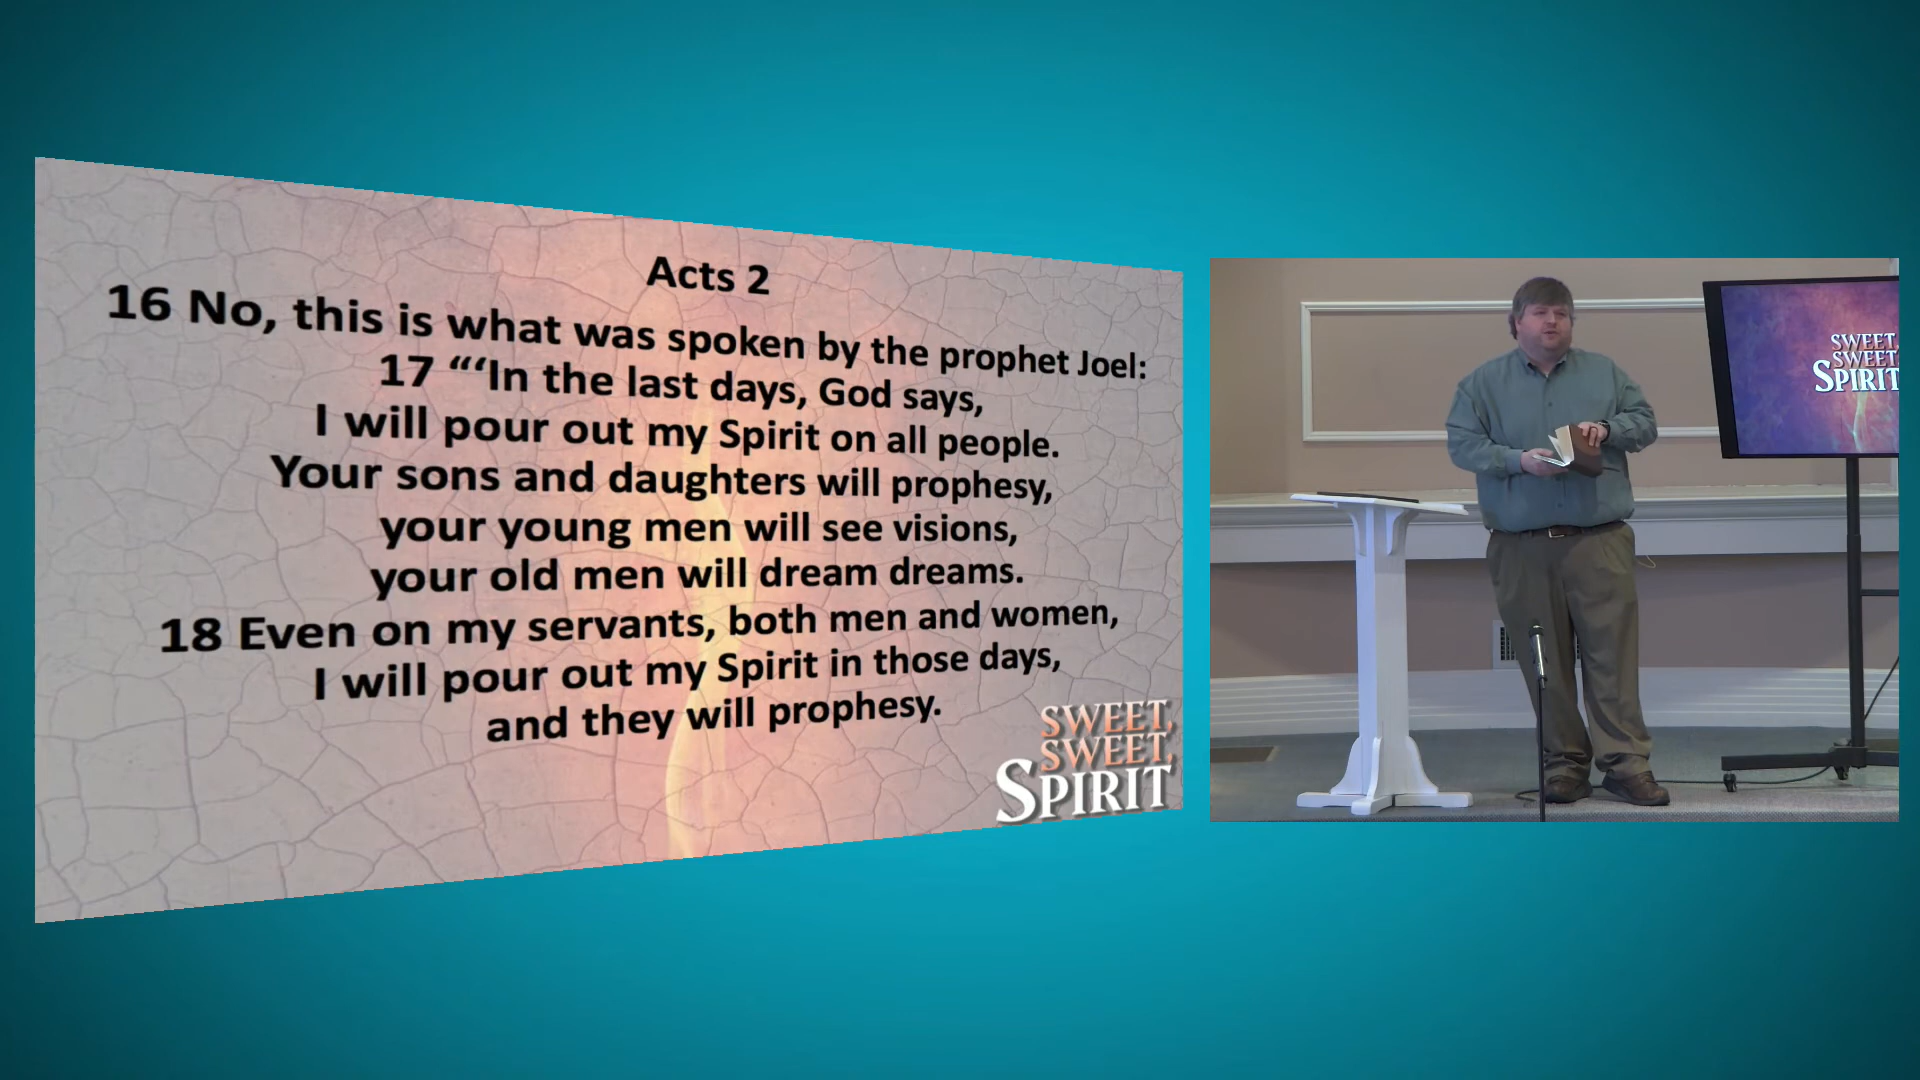 Acts 2
16 No, this is what was spoken by the prophet Joel:
17 “‘In the last days, God says,
I will pour out my Spirit on all people.
Your sons and daughters will prophesy,
your young men will see visions,
your old men will dream dreams.
18 Even on my servants, both men and women,
I will pour out my Spirit in those days,
and they will prophesy.
SWEET,
SWEET,
SPIRIT
SWEET,
SWEET
SPIRIT